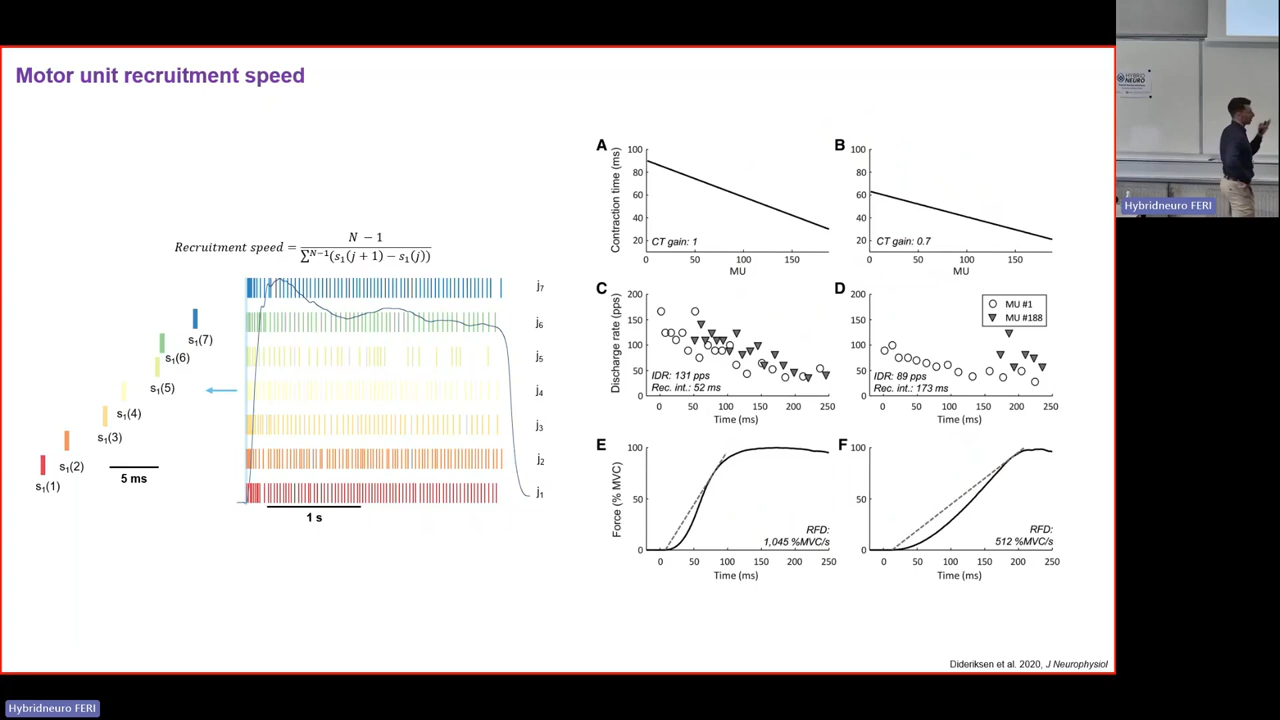 Motor unit recruitment speed
Recruitment speed = N − 1 / ∑^{N−1}(s₁(j + 1) − s₁(j))
j₇
j₆
j₅
j₄
j₃
j₂
j₁
s₁(7)
s₁(6)
s₁(5)
s₁(4)
s₁(3)
s₁(2)
s₁(1)
5 ms
1 s
A
Contraction time (ms)
100
80
60
40
20
CT gain: 1
0 50 100 150
MU
B
100
80
60
40
20
CT gain: 0.7
0 50 100 150
MU
C
Discharge rate (pps)
200
150
100
50
0
IDR: 131 pps
Rec. int.: 52 ms
0 50 100 150 200 250
Time (ms)
D
200
150
100
50
0
MU #1
MU #188
IDR: 89 pps
Rec. int.: 173 ms
0 50 100 150 200 250
Time (ms)
E
Force (% MVC)
100
50
0
RFD:
1,045 %MVC/s
0 50 100 150 200 250
Time (ms)
F
100
50
0
RFD:
512 %MVC/s
0 50 100 150 200 250
Time (ms)
Dideriksen et al. 2020, J Neurophysiol
HYBRID
NEURO
Hybridneuro FERI
Hybridneuro FERI